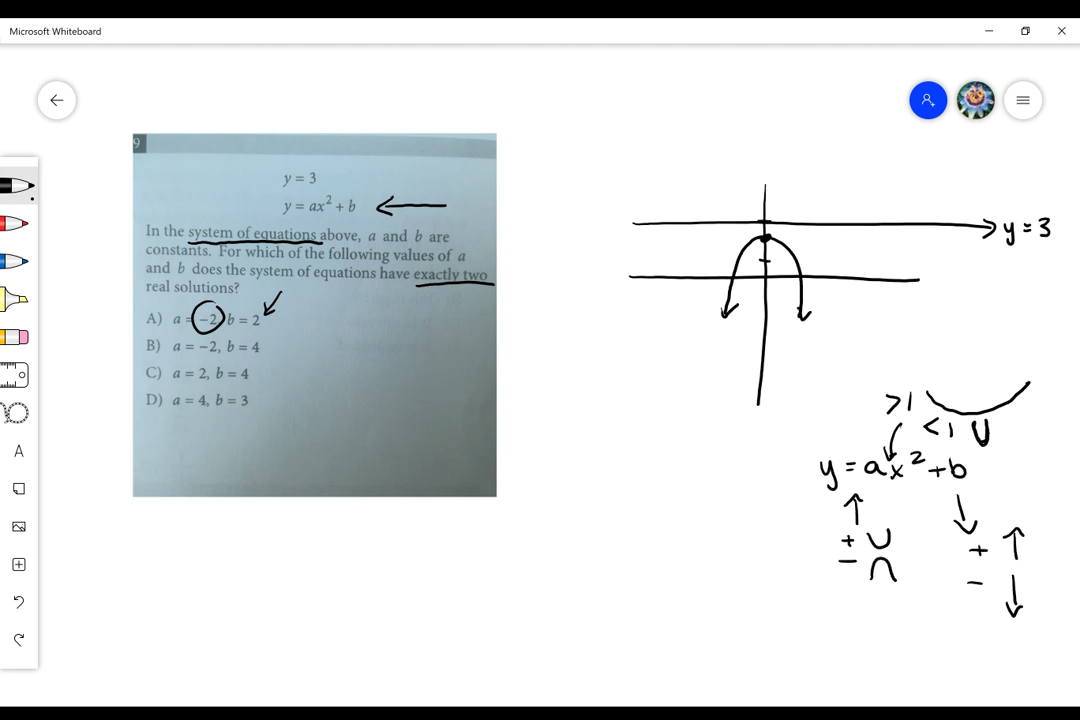 Microsoft Whiteboard
9
y = 3
y = ax² + b
In the system of equations above, a and b are
constants. For which of the following values of a
and b does the system of equations have exactly two
real solutions?
A) a = −2, b = 2
B) a = −2, b = 4
C) a = 2, b = 4
D) a = 4, b = 3
y = 3
>1
<1
y = ax² + b
+
−
+
−
A